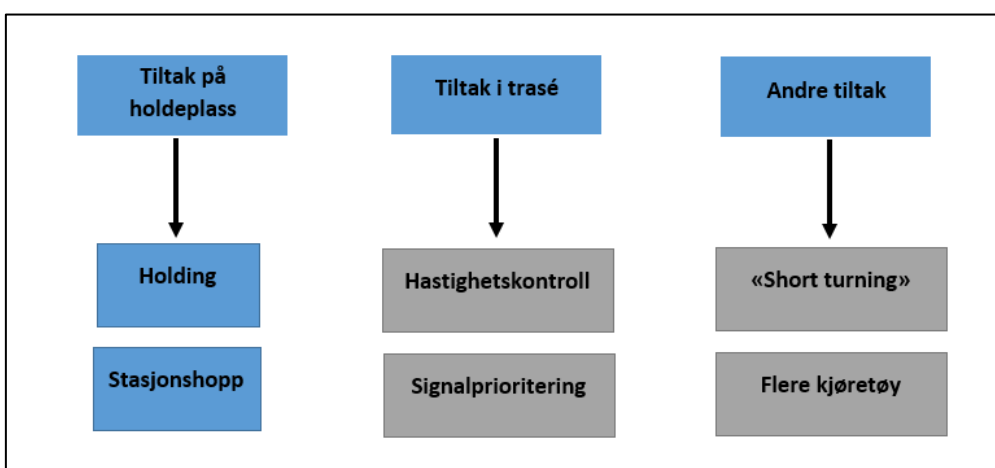 Tiltak på
holdeplass
Tiltak i trasé
Andre tiltak
Holding
Hastighetskontroll
«Short turning»
Stasjonshopp
Signalprioritering
Flere kjøretøy